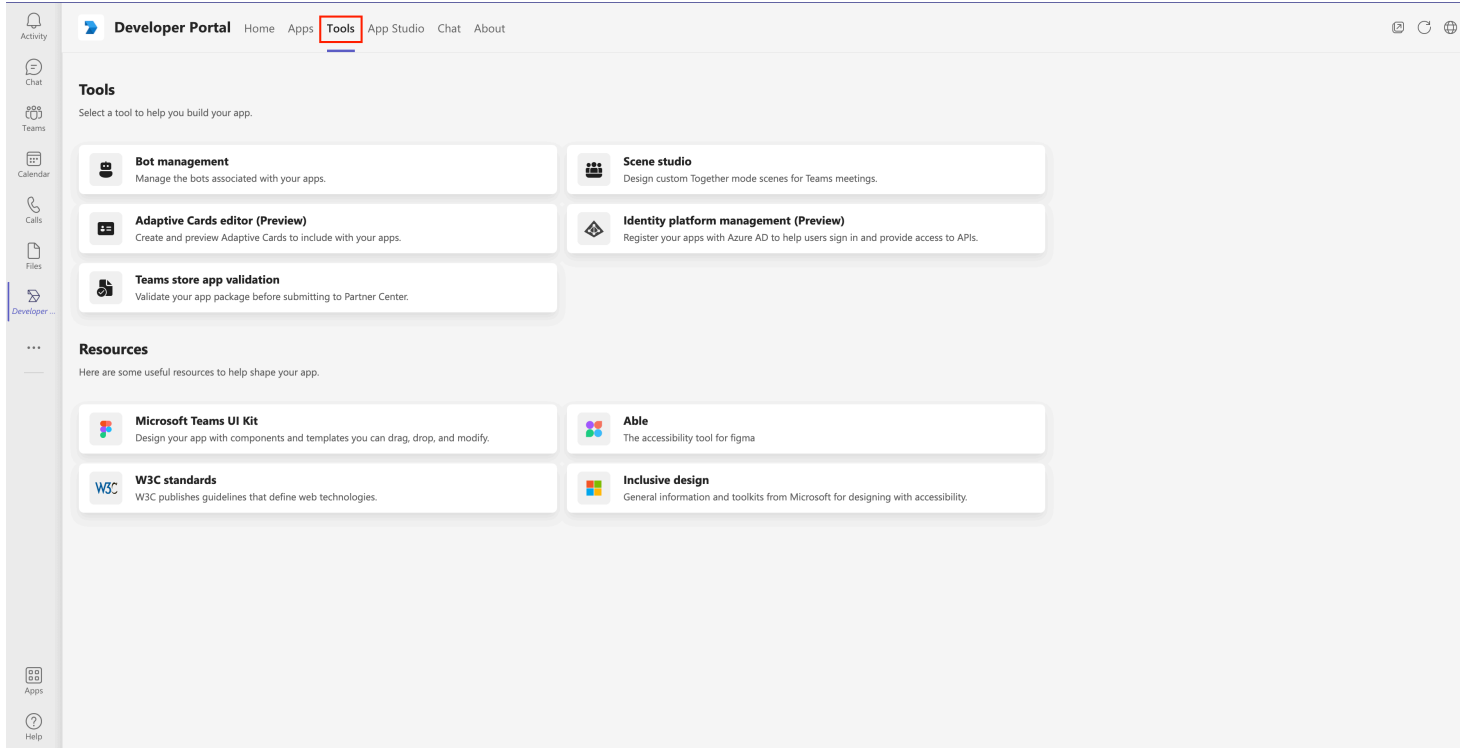 Activity
Chat
Teams
Calendar
Calls
Files
Developer ...
Apps
Help
Developer Portal Home Apps Tools App Studio Chat About
Tools
Select a tool to help you build your app.
Bot management
Manage the bots associated with your apps.
Scene studio
Design custom Together mode scenes for Teams meetings.
Adaptive Cards editor (Preview)
Create and preview Adaptive Cards to include with your apps.
Identity platform management (Preview)
Register your apps with Azure AD to help users sign in and provide access to APIs.
Teams store app validation
Validate your app package before submitting to Partner Center.
Resources
Here are some useful resources to help shape your app.
Microsoft Teams UI Kit
Design your app with components and templates you can drag, drop, and modify.
Able
The accessibility tool for figma
W3C
W3C standards
W3C publishes guidelines that define web technologies.
Inclusive design
General information and toolkits from Microsoft for designing with accessibility.